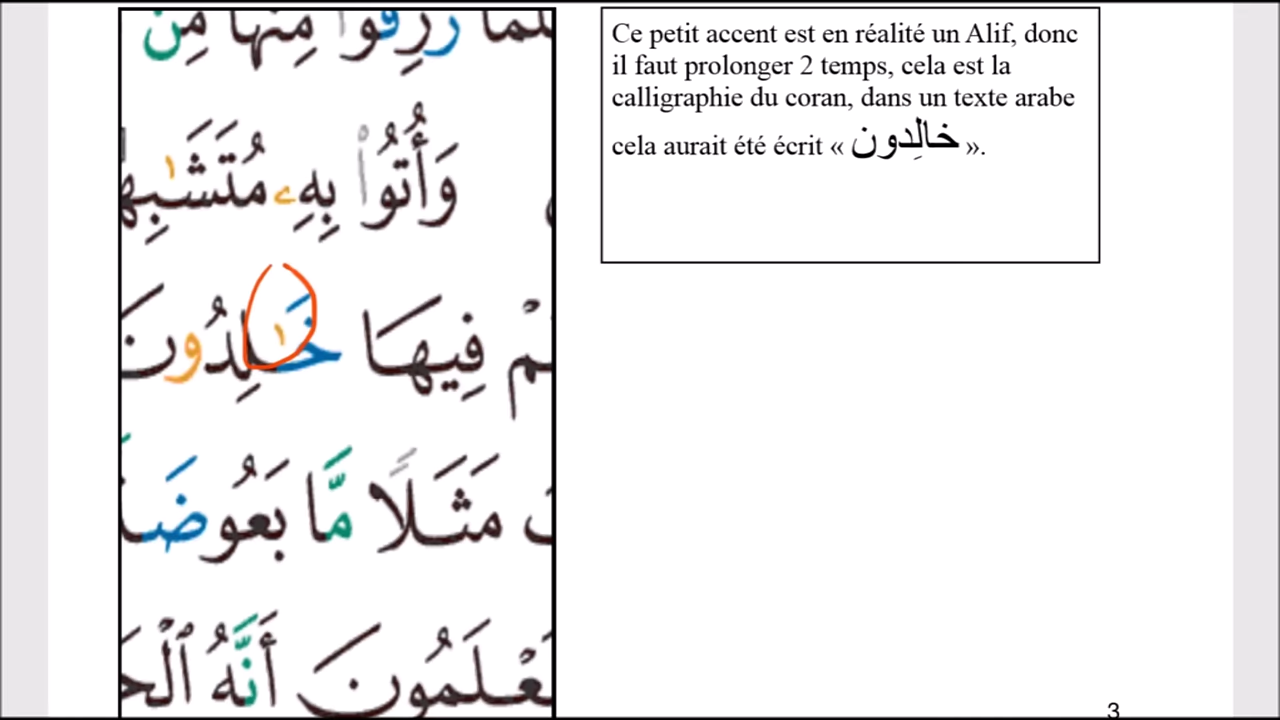 رُزِقُوا۟ مِنْهَا مِن
وَأُتُوا۟ بِهِۦ
فِيهَا خَـٰلِدُونَ
مَثَلًا مَّا بَعُوضَ
أَنَّهُ ٱلْحَ
Ce petit accent est en réalité un Alif, donc
il faut prolonger 2 temps, cela est la
calligraphie du coran, dans un texte arabe
cela aurait été écrit « خالِدون ».
3